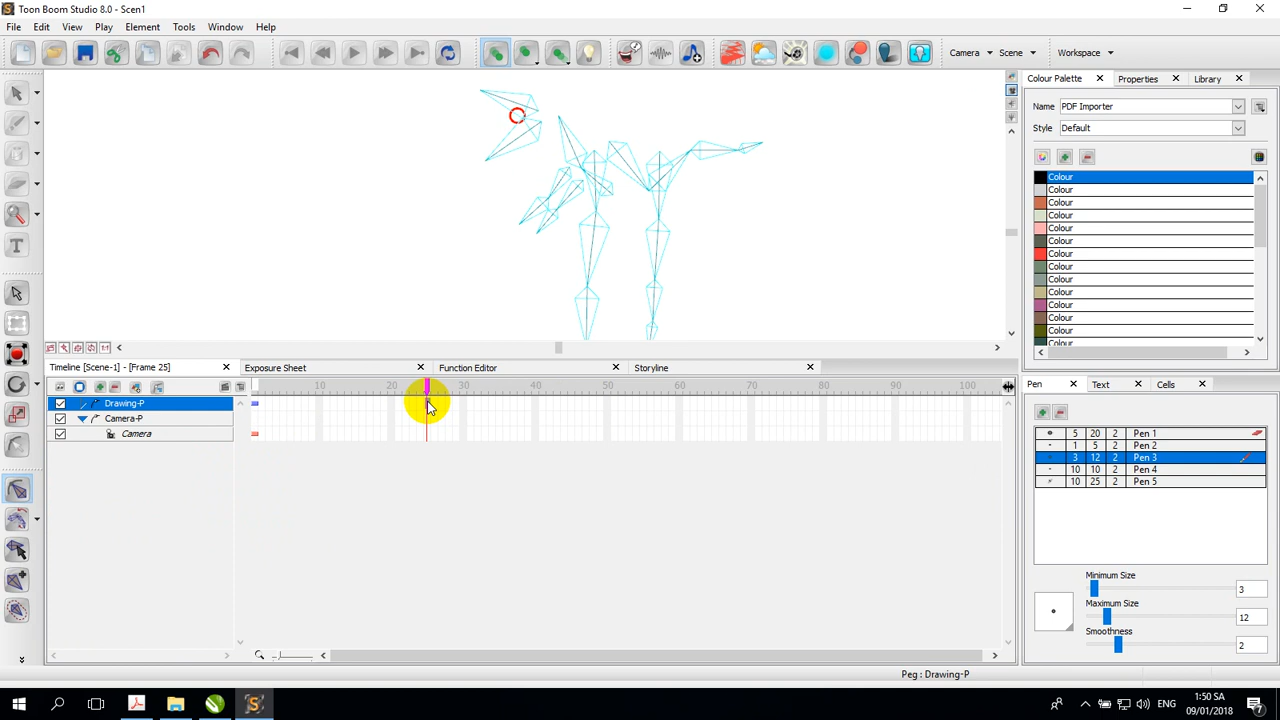 Toon Boom Studio 8.0 - Scen1
File Edit View Play Element Tools Window Help
Camera Scene Workspace
Colour Palette Properties Library
Name PDF Importer
Style Default
Colour
Colour
Colour
Colour
Colour
Colour
Colour
Colour
Colour
Colour
Colour
Colour
Colour
Colour
Timeline [Scene-1] - [Frame 25] Exposure Sheet Function Editor Storyline
10 20 30 40 50 60 70 80 90 100
Drawing-P
Camera-P
Camera
Pen Text Cells
5 20 2 Pen 1
1 5 2 Pen 2
3 12 2 Pen 3
10 10 2 Pen 4
10 25 2 Pen 5
Minimum Size
3
Maximum Size
12
Smoothness
2
Peg : Drawing-P
ENG
1:50 SA
09/01/2018